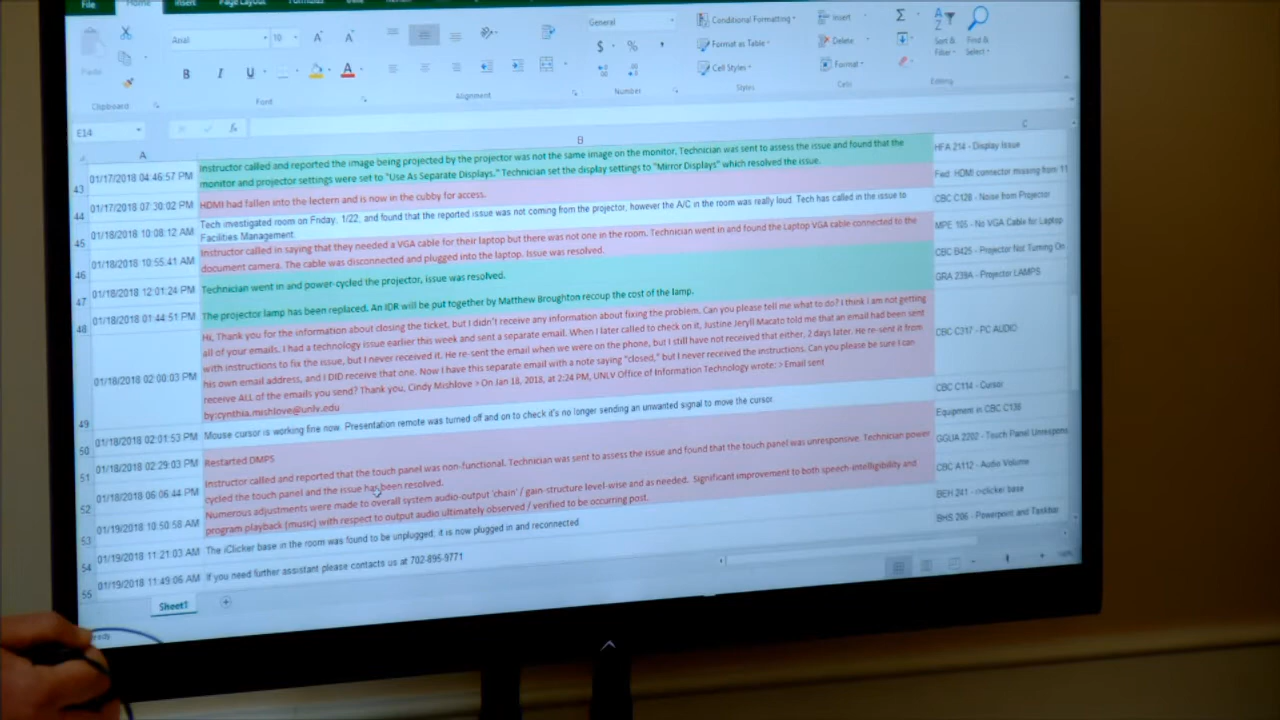 File Home Insert Page Layout Formulas
Arial 10 General
Conditional Formatting Insert
Format as Table Delete
Cell Styles Format
Sort & Filter Find & Select
Paste
B I U $ %
Clipboard Font Alignment Number Styles Cells Editing
E14 fx
A B C
43 01/17/2018 04:46:57 PM Instructor called and reported the image being projected by the projector was not the same image on the monitor. Technician was sent to assess the issue and found that the HFA 214 - Display Issue
monitor and projector settings were set to "Use As Separate Displays." Technician set the display settings to "Mirror Displays" which resolved the issue.
44 01/17/2018 07:30:02 PM HDMI had fallen into the lectern and is now in the cubby for access. Fwd: HDMI connector missing from 11
45 01/18/2018 10:08:12 AM Tech investigated room on Friday, 1/22, and found that the reported issue was not coming from the projector, however the A/C in the room was really loud. Tech has called in the issue to CBC C128 - Noise from Projector
Facilities Management.
46 01/18/2018 10:55:41 AM Instructor called in saying that they needed a VGA cable for their laptop but there was not one in the room. Technician went in and found the Laptop VGA cable connected to the MPE 105 - No VGA Cable for Laptop
document camera. The cable was disconnected and plugged into the laptop. Issue was resolved.
47 01/18/2018 12:01:24 PM Technician went in and power-cycled the projector, issue was resolved. CBC B425 - Projector Not Turning On
48 01/18/2018 01:44:51 PM The projector lamp has been replaced. An IDR will be put together by Matthew Broughton recoup the cost of the lamp. GRA 239A - Projector LAMPS
Hi, Thank you for the information about closing the ticket, but I didn't receive any information about fixing the problem. Can you please tell me what to do? I think I am not getting
all of your emails. I had a technology issue earlier this week and sent a separate email. When I later called to check on it, Justine Jeryll Macato told me that an email had been sent
with instructions to fix the issue, but I never received it. He re-sent the email when we were on the phone, but I still have not received that either, 2 days later. He re-sent it from CBC C317 - PC AUDIO
49 01/18/2018 02:00:03 PM his own email address, and I DID receive that one. Now I have this separate email with a note saying "closed," but I never received the instructions. Can you please be sure I can
receive ALL of the emails you send? Thank you, Cindy Mishlove > On Jan 18, 2018, at 2:24 PM, UNLV Office of Information Technology wrote: > Email sent
by:cynthia.mishlove@unlv.edu
50 01/18/2018 02:01:53 PM Mouse cursor is working fine now. Presentation remote was turned off and on to check it's no longer sending an unwanted signal to move the cursor. CBC C114 - Cursor
51 01/18/2018 02:29:03 PM Restarted DMPS Equipment in CBC C136
52 01/18/2018 06:06:44 PM Instructor called and reported that the touch panel was non-functional. Technician was sent to assess the issue and found that the touch panel was unresponsive. Technician power GGUA 2202 - Touch Panel Unrespons
cycled the touch panel and the issue has been resolved.
53 01/19/2018 10:50:58 AM Numerous adjustments were made to overall system audio-output 'chain' / gain-structure level-wise and as needed. Significant improvement to both speech-intelligibility and CBC A112 - Audio Volume
program playback (music) with respect to output audio ultimately observed / verified to be occurring post.
54 01/19/2018 11:21:03 AM The iClicker base in the room was found to be unplugged, it is now plugged in and reconnected BEH 241 - iclicker base
55 01/19/2018 11:49:06 AM If you need further assistant please contacts us at 702-895-9771 BHS 206 - Powerpoint and Taskbar
Sheet1